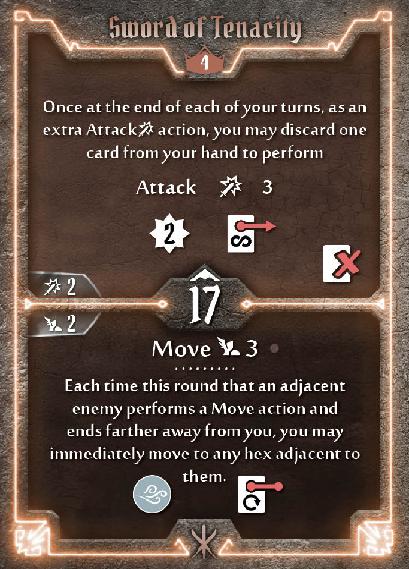 Sword of Tenacity
1
Once at the end of each of your turns, as an
extra Attack action, you may discard one
card from your hand to perform
Attack 3
2
2
17
2
Move 3
Each time this round that an adjacent
enemy performs a Move action and
ends farther away from you, you may
immediately move to any hex adjacent to
them.